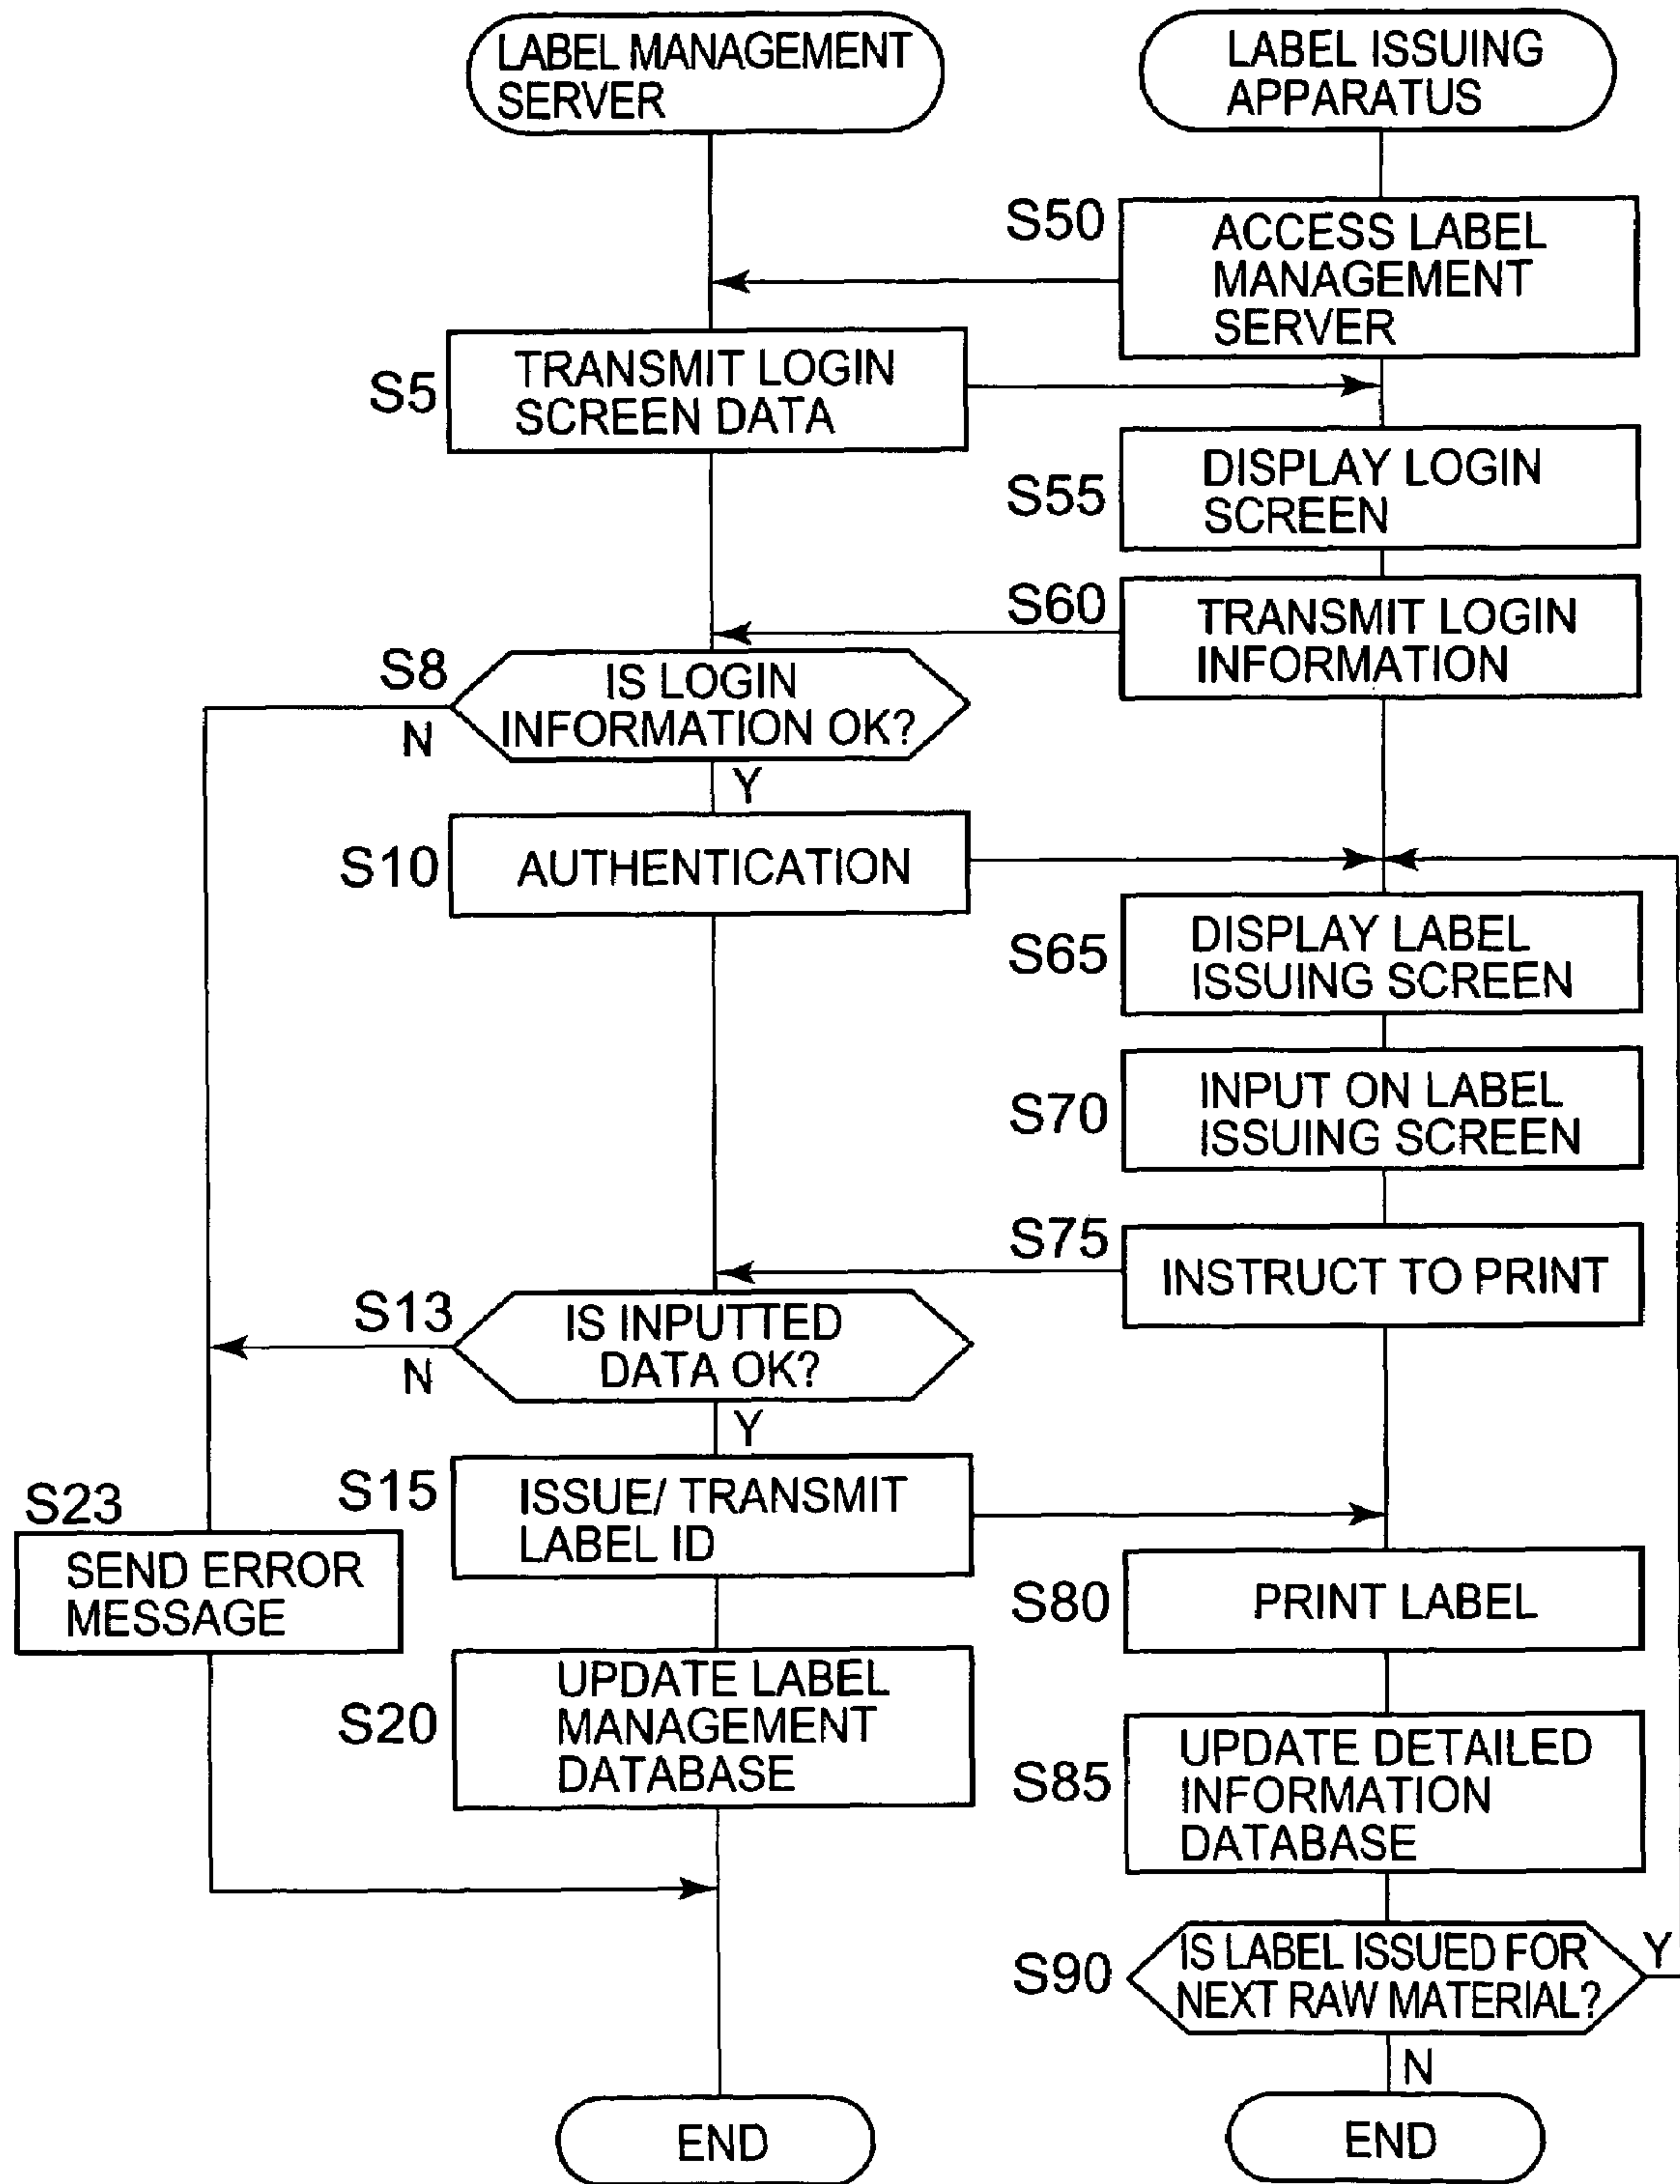 LABEL MANAGEMENT
SERVER
LABEL ISSUING
APPARATUS
S50
ACCESS LABEL
MANAGEMENT
SERVER
S5
TRANSMIT LOGIN
SCREEN DATA
S55
DISPLAY LOGIN
SCREEN
S60
TRANSMIT LOGIN
INFORMATION
S8
IS LOGIN
INFORMATION OK?
N
Y
S10
AUTHENTICATION
S65
DISPLAY LABEL
ISSUING SCREEN
S70
INPUT ON LABEL
ISSUING SCREEN
S75
INSTRUCT TO PRINT
S13
IS INPUTTED
DATA OK?
N
Y
S15
ISSUE/ TRANSMIT
LABEL ID
S23
SEND ERROR
MESSAGE
S80
PRINT LABEL
S20
UPDATE LABEL
MANAGEMENT
DATABASE
S85
UPDATE DETAILED
INFORMATION
DATABASE
S90
IS LABEL ISSUED FOR
NEXT RAW MATERIAL?
Y
N
END
END